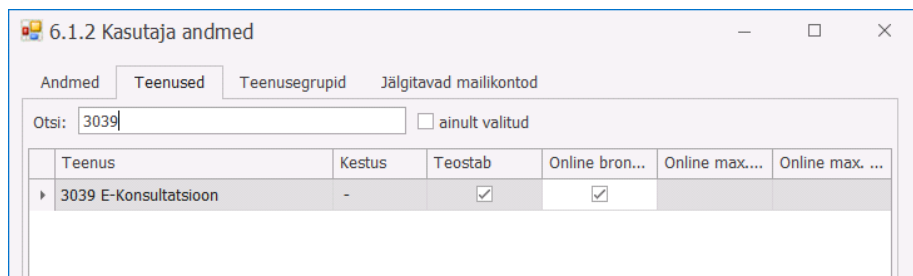 6.1.2 Kasutaja andmed
Andmed Teenused Teenusegrupid Jälgitavad mailikontod
Otsi: 3039 ainult valitud
Teenus Kestus Teostab Online bron... Online max.... Online max. ...
3039 E-Konsultatsioon -